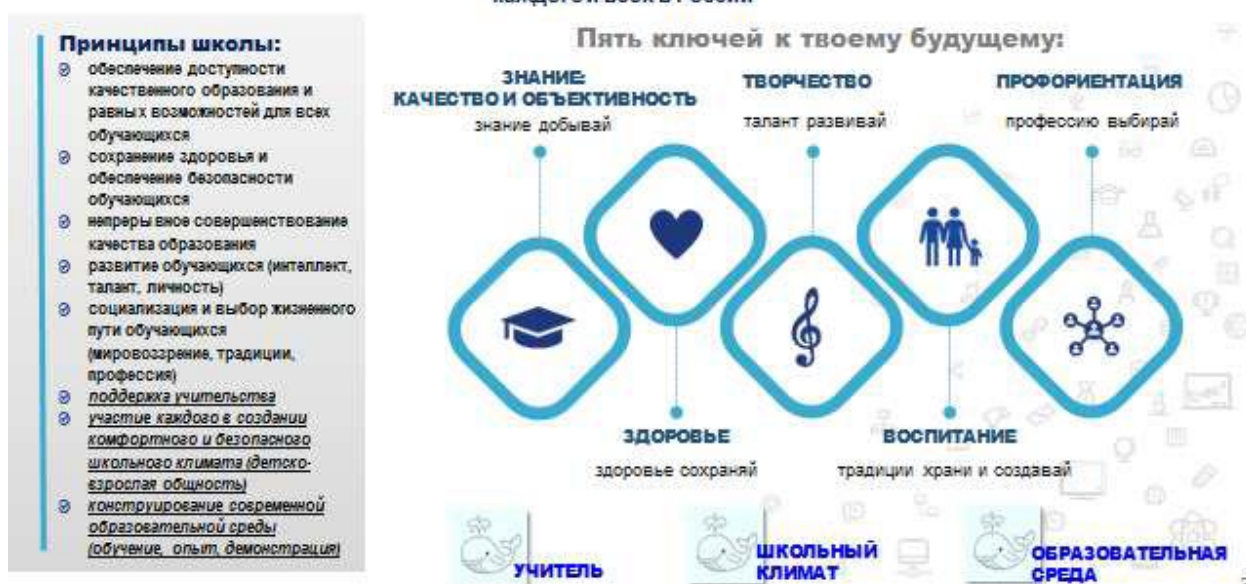 Принципы школы:
обеспечение доступности
качественного образования и
равных возможностей для всех
обучающихся
сохранение здоровья и
обеспечение безопасности
обучающихся
непрерывное совершенствование
качества образования
развитие обучающихся (интеллект,
талант, личность)
социализация и выбор жизненного
пути обучающихся
(мировоззрение, традиции,
профессия)
поддержка учительства
участие каждого в создании
комфортного и безопасного
школьного климата (детско-
взрослая общность)
конструирование современной
образовательной среды
(обучение, опыт, демонстрация)
Пять ключей к твоему будущему:
ЗНАНИЕ:
КАЧЕСТВО И ОБЪЕКТИВНОСТЬ
знание добывай
ТВОРЧЕСТВО
талант развивай
ПРОФОРИЕНТАЦИЯ
профессию выбирай
ЗДОРОВЬЕ
здоровье сохраняй
ВОСПИТАНИЕ
традиции храни и создавай
УЧИТЕЛЬ
ШКОЛЬНЫЙ
КЛИМАТ
ОБРАЗОВАТЕЛЬНАЯ
СРЕДА